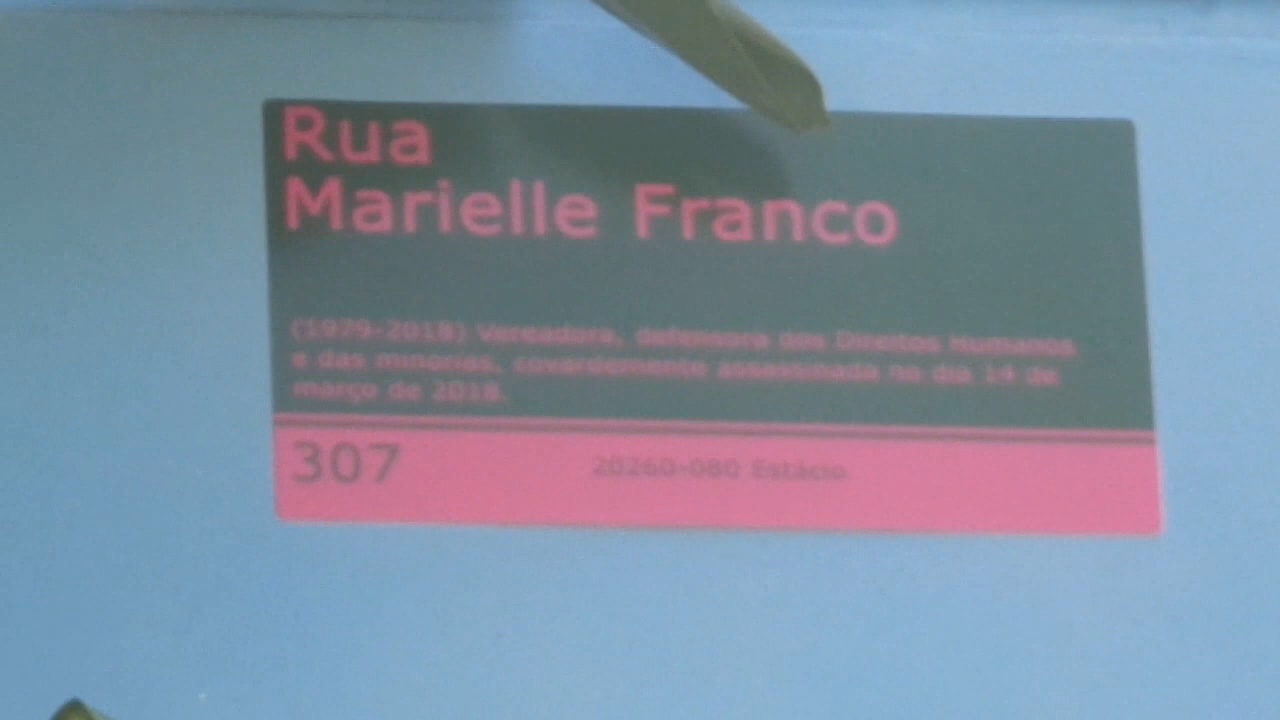 Rua
Marielle Franco
(1979-2018) Vereadora, defensora dos Direitos Humanos
e das minorias, covardemente assassinada no dia 14 de
março de 2018.
307
20260-080 Estácio